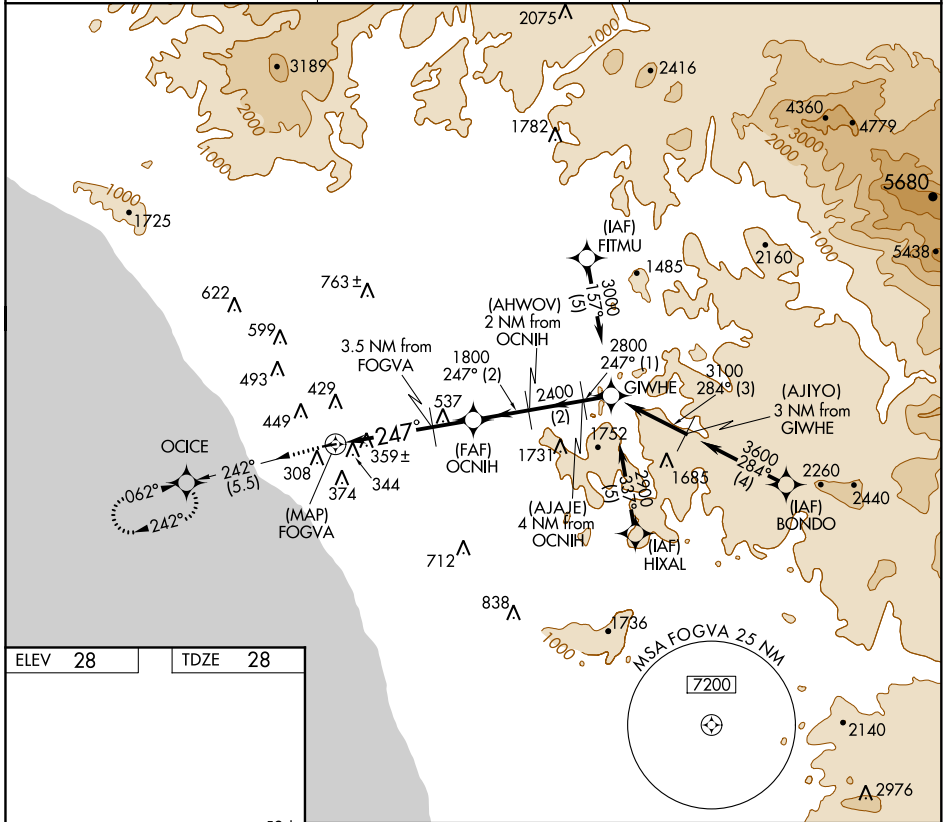 2075
1000
3189
2000
1000
2416
4360
4779
3000
2000
1782
1000
5680
1000
1725
(IAF)
FITMU
2160
5438
1485
763±
622
(AHWOV)
2 NM from
OCNIH
3000
157°
(5)
599
3.5 NM from
FOGVA
1800
247° (2)
2800
247° (1)
493
3100
284° (3)
GIWHE
429
2400
(2)
(AJIYO)
3 NM from
GIWHE
449
537
247°
(FAF)
OCNIH
OCICE
242°
(5.5)
359±
1752
1731
3600
284°
(4)
308
344
374
1685
2260
2440
062°
242°
(MAP)
FOGVA
(AJAJE)
4 NM from
OCNIH
2900
337°
(5)
(IAF)
BONDO
(IAF)
HIXAL
712
838
1736
1000
MSA FOGVA 25 NM
7200
ELEV 28
TDZE 28
2140
2976